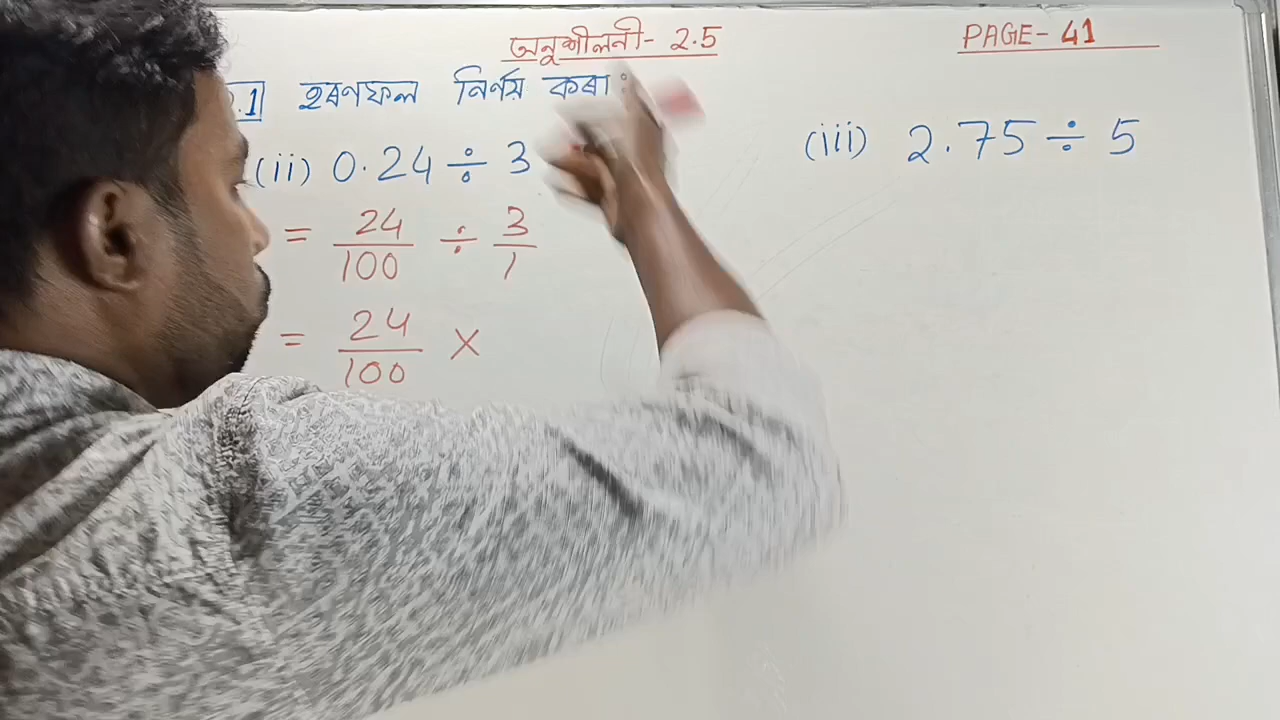 অনুশীলনী- 2.5
PAGE- 41
.1 হৰণফল নিৰ্ণয় কৰা:
(ii) 0.24 ÷ 3
= 24/100 ÷ 3/1
= 24/100 ×
(iii) 2.75 ÷ 5